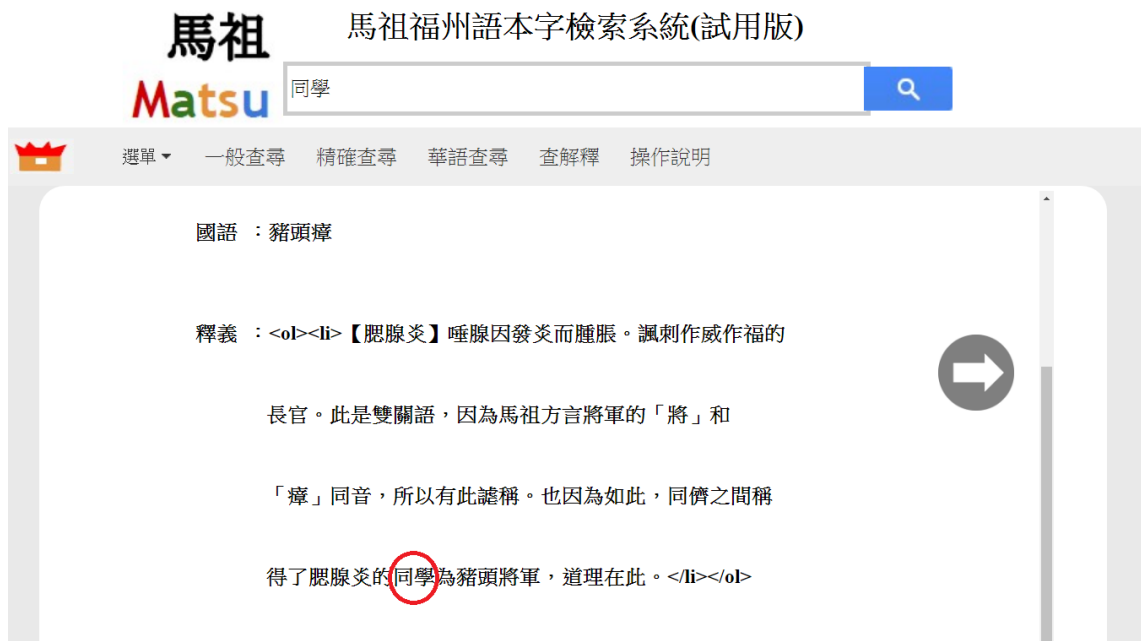 馬祖 馬祖福州語本字檢索系統(試用版)
Matsu 同學
選單 一般查尋 精確查尋 華語查尋 查解釋 操作說明
國語 ：豬頭瘴
釋義 ：<ol><li>【腮腺炎】唾腺因發炎而腫脹。諷刺作威作福的
長官。此是雙關語，因為馬祖方言將軍的「將」和
「瘴」同音，所以有此謔稱。也因為如此，同儕之間稱
得了腮腺炎的同學為豬頭將軍，道理在此。</li></ol>